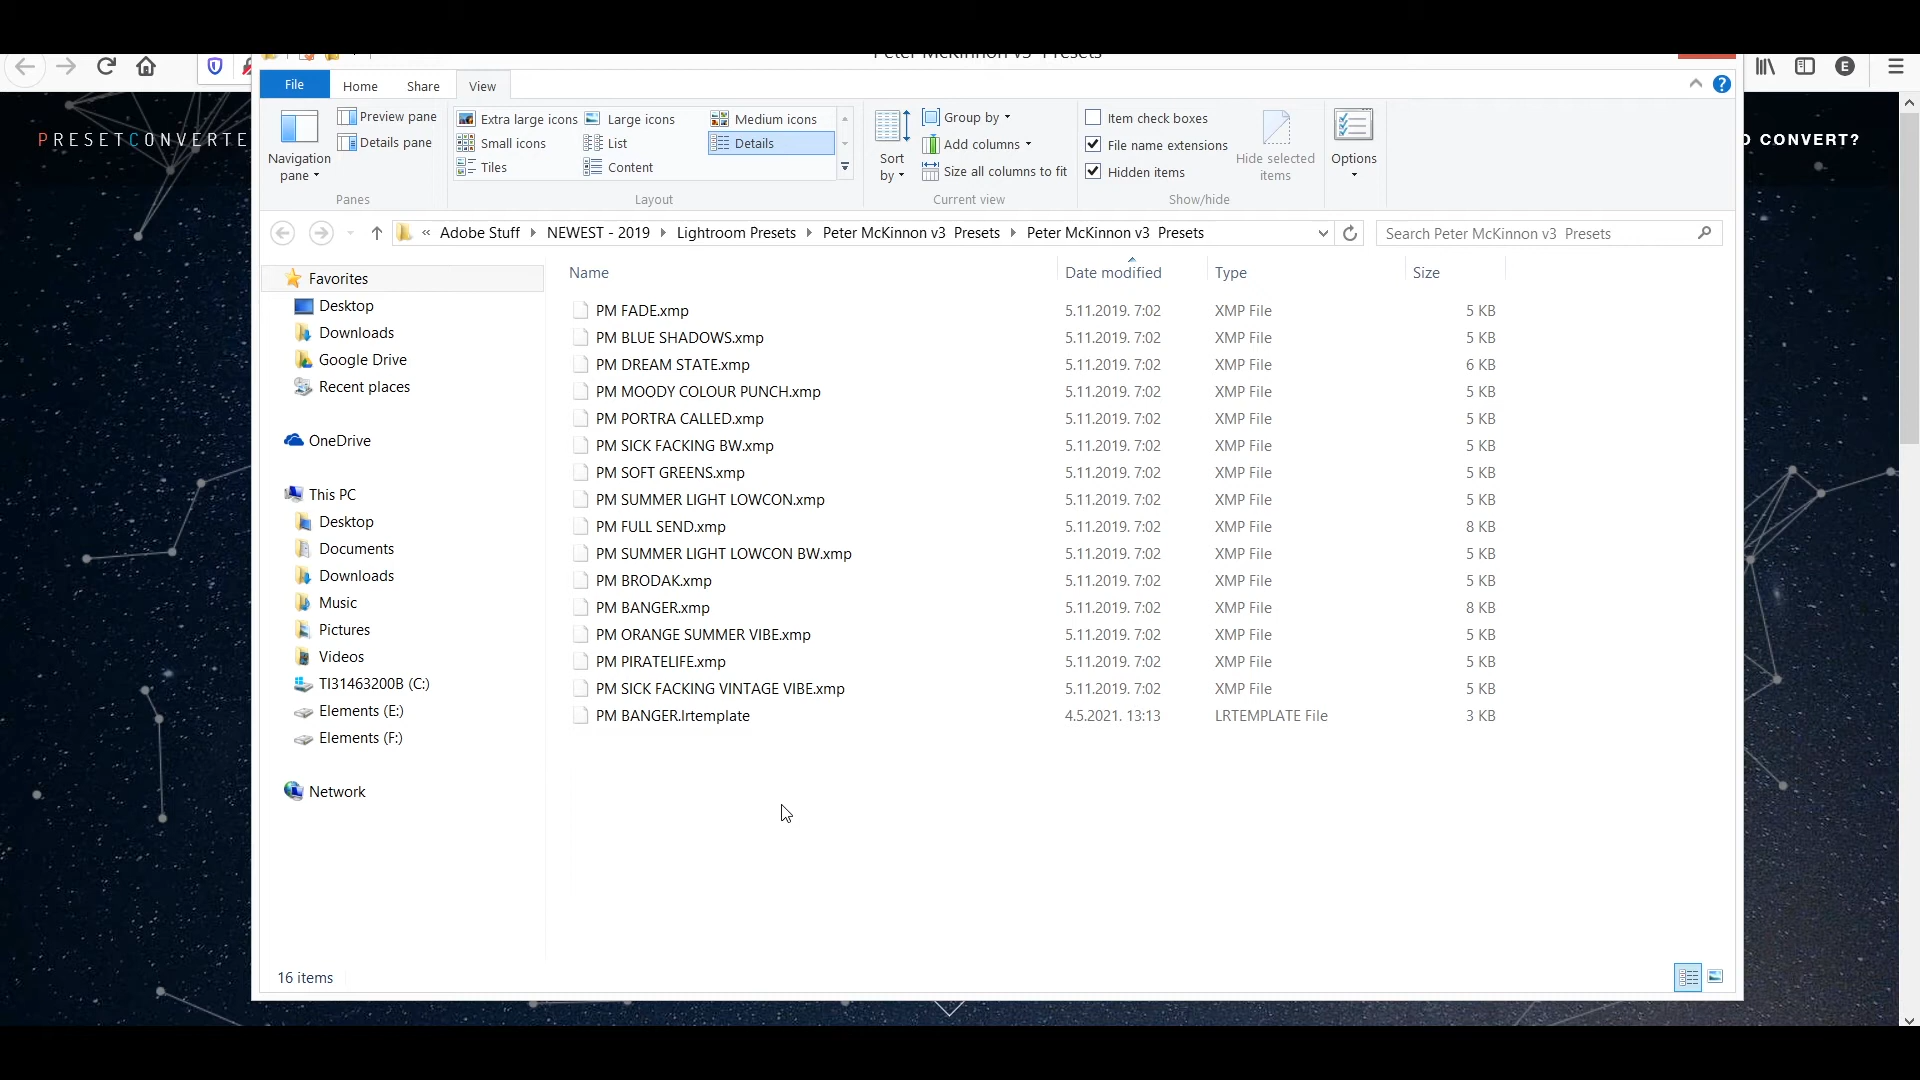 Peter McKinnon v3 Presets
File Home Share View
E
PRESETCONVERTE
CONVERT?
Navigation pane
Preview pane
Details pane
Panes
Extra large icons Large icons Medium icons
Small icons List Details
Tiles Content
Layout
Sort by
Group by
Add columns
Size all columns to fit
Current view
Item check boxes
File name extensions
Hidden items
Hide selected items
Show/hide
Options
« Adobe Stuff NEWEST - 2019 Lightroom Presets Peter McKinnon v3 Presets Peter McKinnon v3 Presets
Search Peter McKinnon v3 Presets
Favorites
Desktop
Downloads
Google Drive
Recent places
OneDrive
This PC
Desktop
Documents
Downloads
Music
Pictures
Videos
TI31463200B (C:)
Elements (E:)
Elements (F:)
Network
Name Date modified Type Size
PM FADE.xmp 5.11.2019. 7:02 XMP File 5 KB
PM BLUE SHADOWS.xmp 5.11.2019. 7:02 XMP File 5 KB
PM DREAM STATE.xmp 5.11.2019. 7:02 XMP File 6 KB
PM MOODY COLOUR PUNCH.xmp 5.11.2019. 7:02 XMP File 5 KB
PM PORTRA CALLED.xmp 5.11.2019. 7:02 XMP File 5 KB
PM SICK FACKING BW.xmp 5.11.2019. 7:02 XMP File 5 KB
PM SOFT GREENS.xmp 5.11.2019. 7:02 XMP File 5 KB
PM SUMMER LIGHT LOWCON.xmp 5.11.2019. 7:02 XMP File 5 KB
PM FULL SEND.xmp 5.11.2019. 7:02 XMP File 8 KB
PM SUMMER LIGHT LOWCON BW.xmp 5.11.2019. 7:02 XMP File 5 KB
PM BRODAK.xmp 5.11.2019. 7:02 XMP File 5 KB
PM BANGER.xmp 5.11.2019. 7:02 XMP File 8 KB
PM ORANGE SUMMER VIBE.xmp 5.11.2019. 7:02 XMP File 5 KB
PM PIRATELIFE.xmp 5.11.2019. 7:02 XMP File 5 KB
PM SICK FACKING VINTAGE VIBE.xmp 5.11.2019. 7:02 XMP File 5 KB
PM BANGER.lrtemplate 4.5.2021. 13:13 LRTEMPLATE File 3 KB
16 items